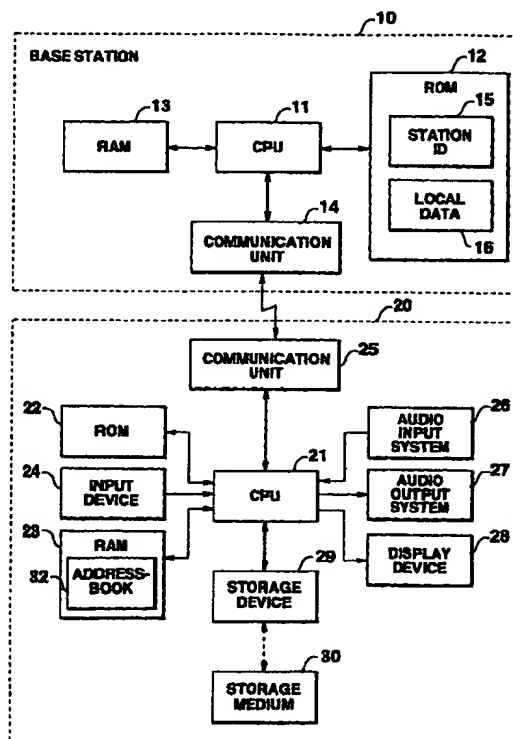 10
BASE STATION
12
13
11
ROM
15
RAM
CPU
STATION
ID
14
LOCAL
DATA
COMMUNICATION
UNIT
16
20
COMMUNICATION
UNIT
25
22
26
ROM
21
AUDIO
INPUT
SYSTEM
24
27
INPUT
DEVICE
CPU
AUDIO
OUTPUT
SYSTEM
23
RAM
29
28
32
ADDRESS-
BOOK
STORAGE
DEVICE
DISPLAY
DEVICE
30
STORAGE
MEDIUM